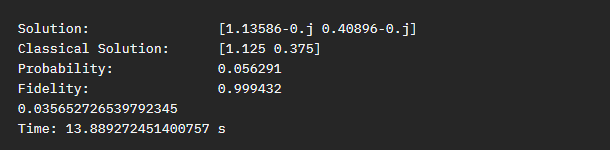 Solution: [1.13586-0.j 0.40896-0.j]
Classical Solution: [1.125 0.375]
Probability: 0.056291
Fidelity: 0.999432
0.035652726539792345
Time: 13.889272451400757 s